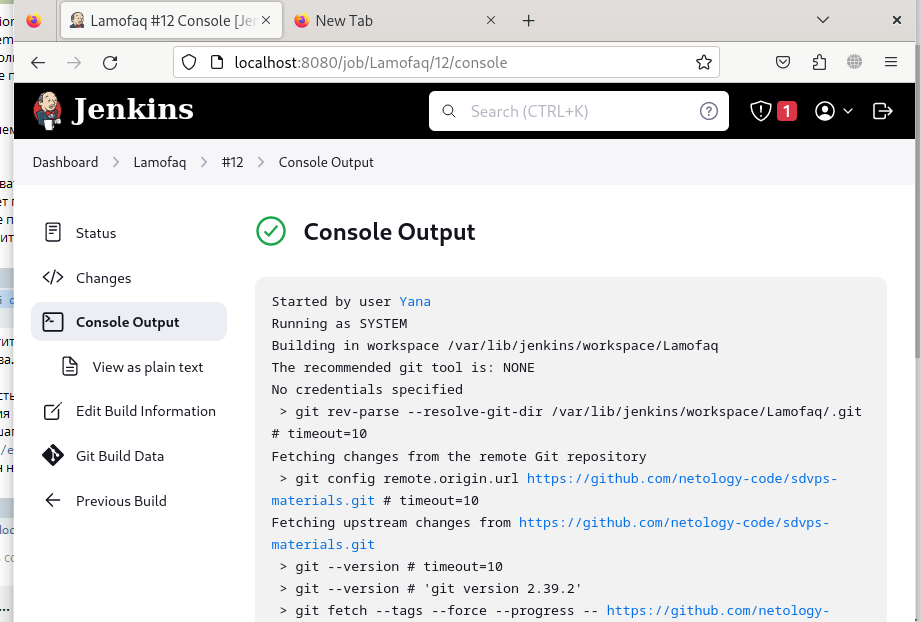 Lamofaq #12 Console [Jen
New Tab
localhost:8080/job/Lamofaq/12/console
Jenkins
Search (CTRL+K)
1
Dashboard > Lamofaq > #12 > Console Output
Status
Changes
Console Output
View as plain text
Edit Build Information
Git Build Data
Previous Build
Console Output
Started by user Yana
Running as SYSTEM
Building in workspace /var/lib/jenkins/workspace/Lamofaq
The recommended git tool is: NONE
No credentials specified
> git rev-parse --resolve-git-dir /var/lib/jenkins/workspace/Lamofaq/.git
# timeout=10
Fetching changes from the remote Git repository
> git config remote.origin.url https://github.com/netology-code/sdvps-
materials.git # timeout=10
Fetching upstream changes from https://github.com/netology-code/sdvps-
materials.git
> git --version # timeout=10
> git --version # 'git version 2.39.2'
> git fetch --tags --force --progress -- https://github.com/netology-